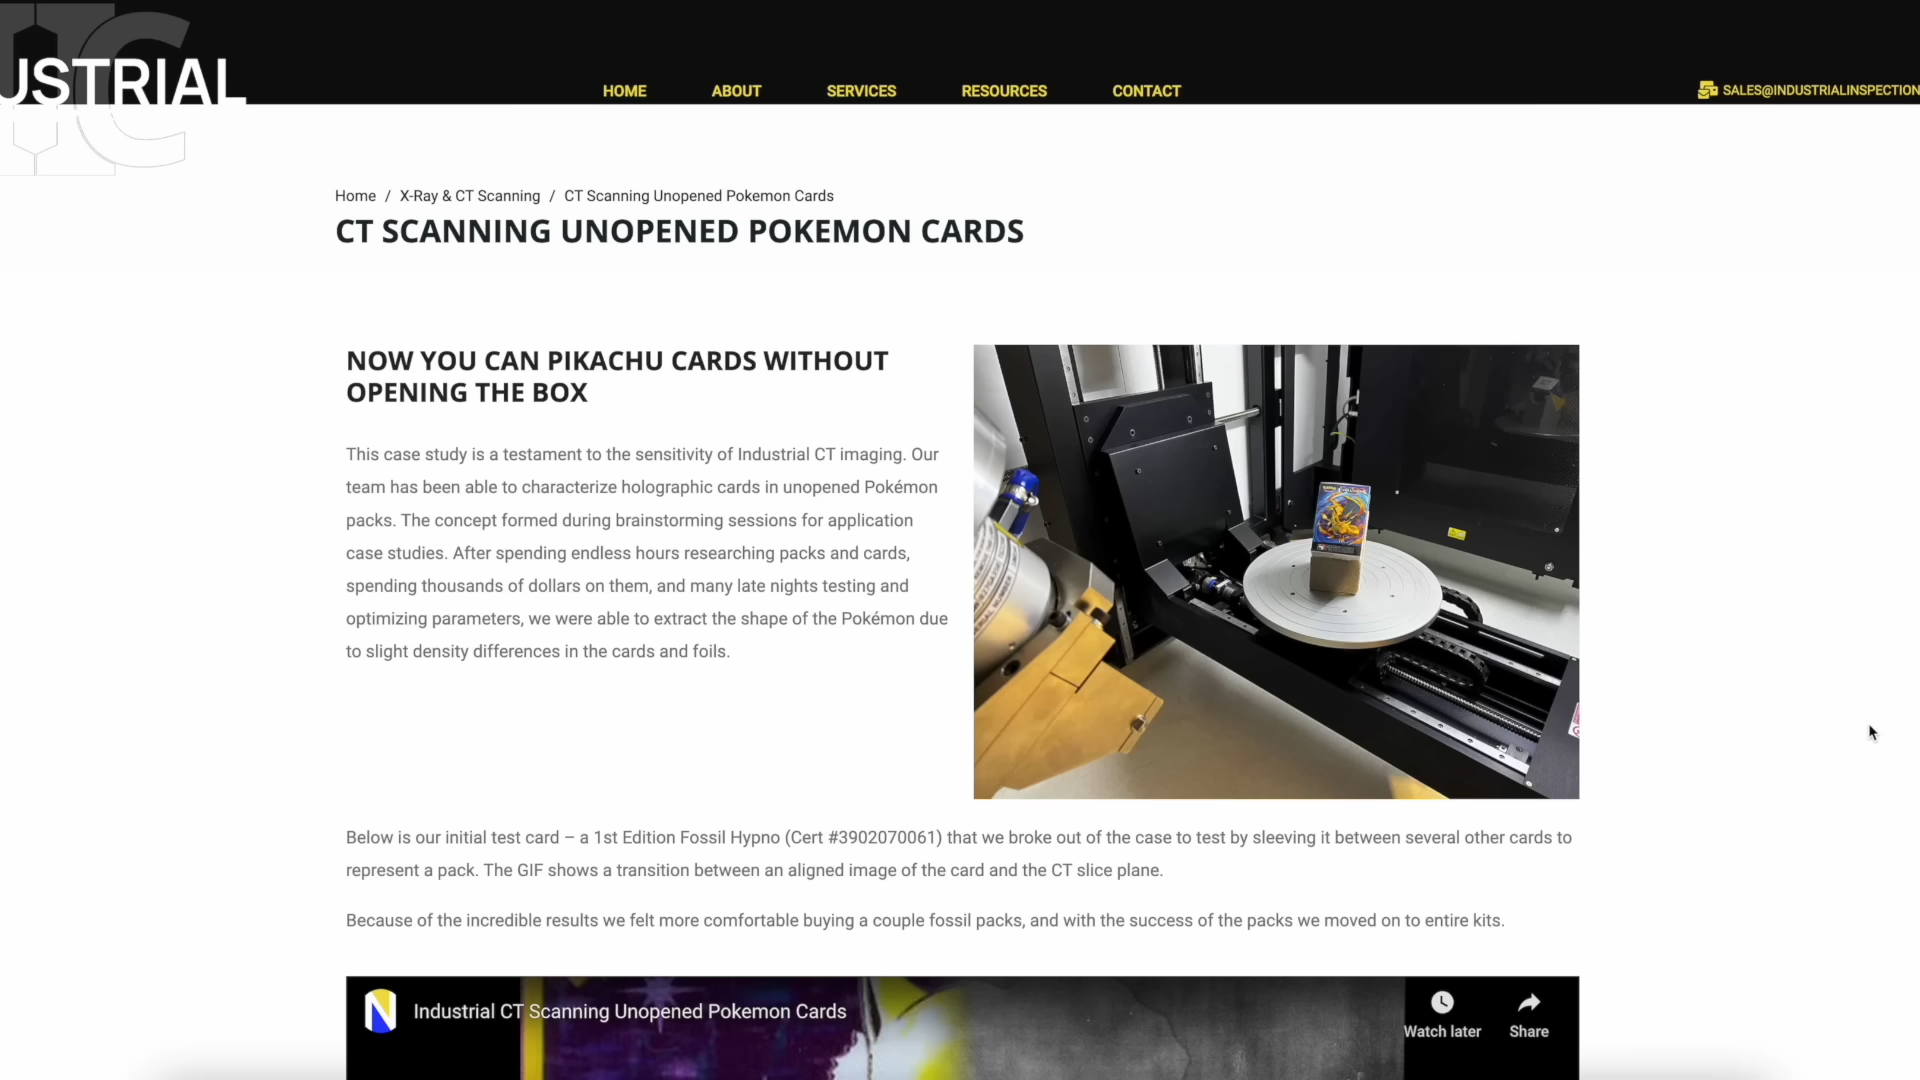 USTRIAL
HOME ABOUT SERVICES RESOURCES CONTACT
SALES@INDUSTRIALINSPECTION
Home / X-Ray & CT Scanning / CT Scanning Unopened Pokemon Cards
CT SCANNING UNOPENED POKEMON CARDS
NOW YOU CAN PIKACHU CARDS WITHOUT
OPENING THE BOX
This case study is a testament to the sensitivity of Industrial CT imaging. Our
team has been able to characterize holographic cards in unopened Pokémon
packs. The concept formed during brainstorming sessions for application
case studies. After spending endless hours researching packs and cards,
spending thousands of dollars on them, and many late nights testing and
optimizing parameters, we were able to extract the shape of the Pokémon due
to slight density differences in the cards and foils.
Below is our initial test card – a 1st Edition Fossil Hypno (Cert #3902070061) that we broke out of the case to test by sleeving it between several other cards to
represent a pack. The GIF shows a transition between an aligned image of the card and the CT slice plane.
Because of the incredible results we felt more comfortable buying a couple fossil packs, and with the success of the packs we moved on to entire kits.
Industrial CT Scanning Unopened Pokemon Cards
Watch later Share